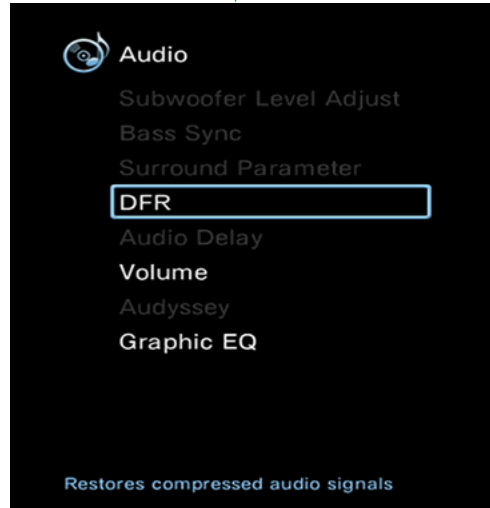 Audio
Subwoofer Level Adjust
Bass Sync
Surround Parameter
DFR
Audio Delay
Volume
Audyssey
Graphic EQ
Restores compressed audio signals